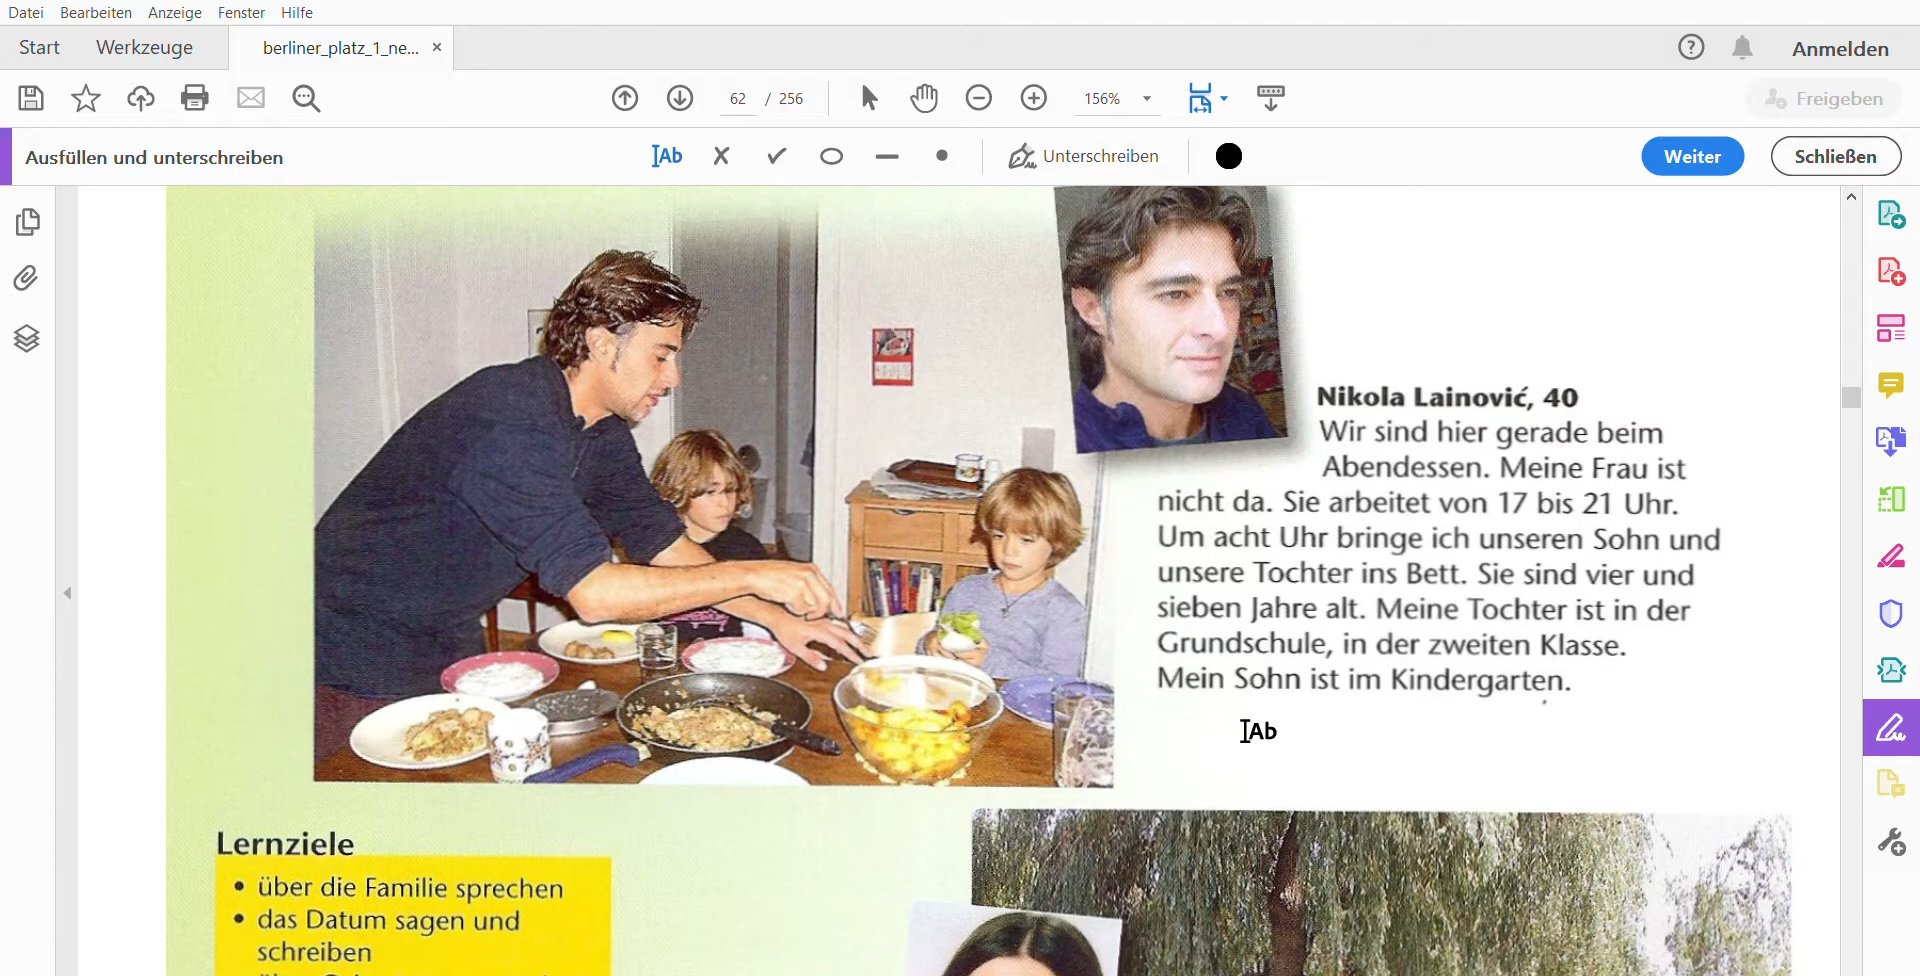 Datei Bearbeiten Anzeige Fenster Hilfe
Start Werkzeuge berliner_platz_1_ne... × Anmelden
62 / 256 156% Freigeben
Ausfüllen und unterschreiben Ab Unterschreiben Weiter Schließen
Nikola Lainović, 40
Wir sind hier gerade beim
Abendessen. Meine Frau ist
nicht da. Sie arbeitet von 17 bis 21 Uhr.
Um acht Uhr bringe ich unseren Sohn und
unsere Tochter ins Bett. Sie sind vier und
sieben Jahre alt. Meine Tochter ist in der
Grundschule, in der zweiten Klasse.
Mein Sohn ist im Kindergarten.
Ab
Lernziele
• über die Familie sprechen
• das Datum sagen und
schreiben